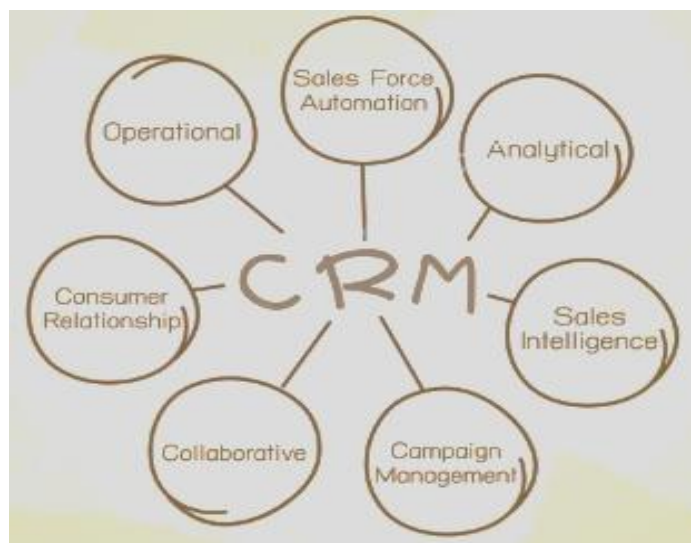 Sales Force
Automation
Operational
Analytical
CRM
Consumer
Relationship
Sales
Intelligence
Collaborative
Campaign
Management